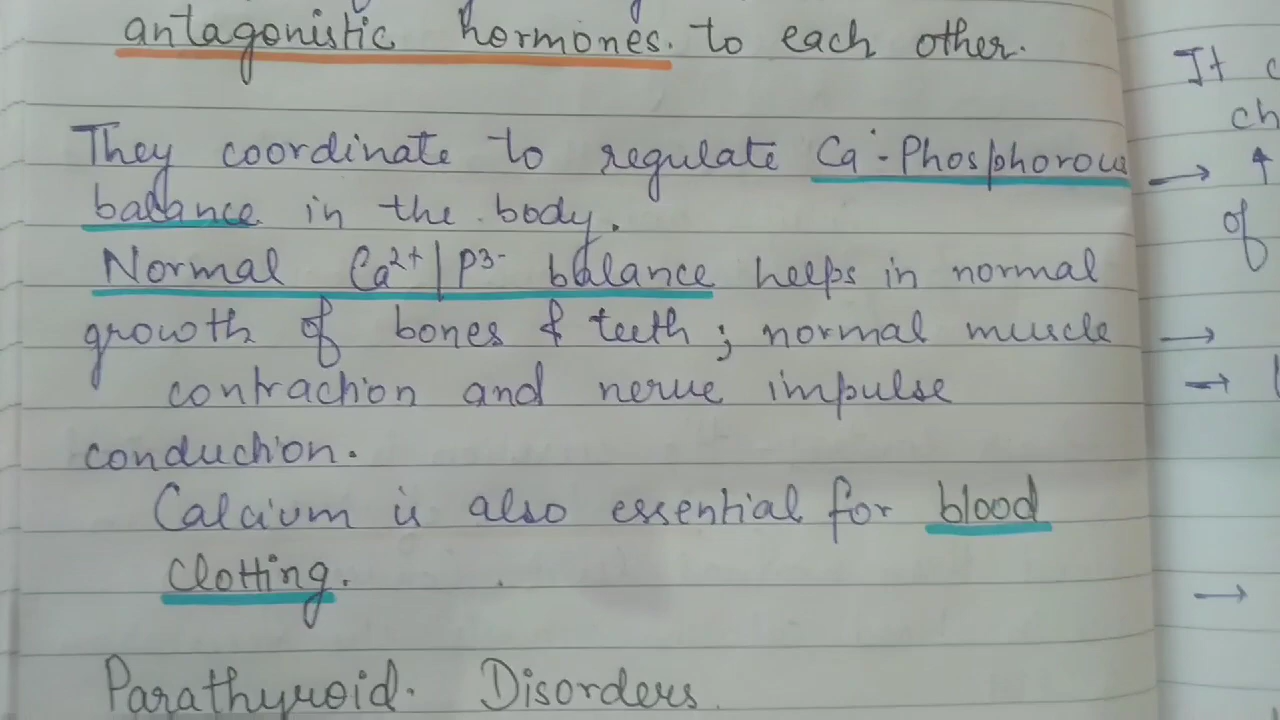 antagonistic hormones. to each other.
They coordinate to regulate Ca - Phosphorous
balance in the body.
Normal Ca²⁺ | P³⁻ balance helps in normal
growth of bones & teeth ; normal muscle
contraction and nerve impulse
conduction.
Calcium is also essential for blood
Clotting.
Parathyroid. Disorders
It
ch
→ ↑
of
→
→
→